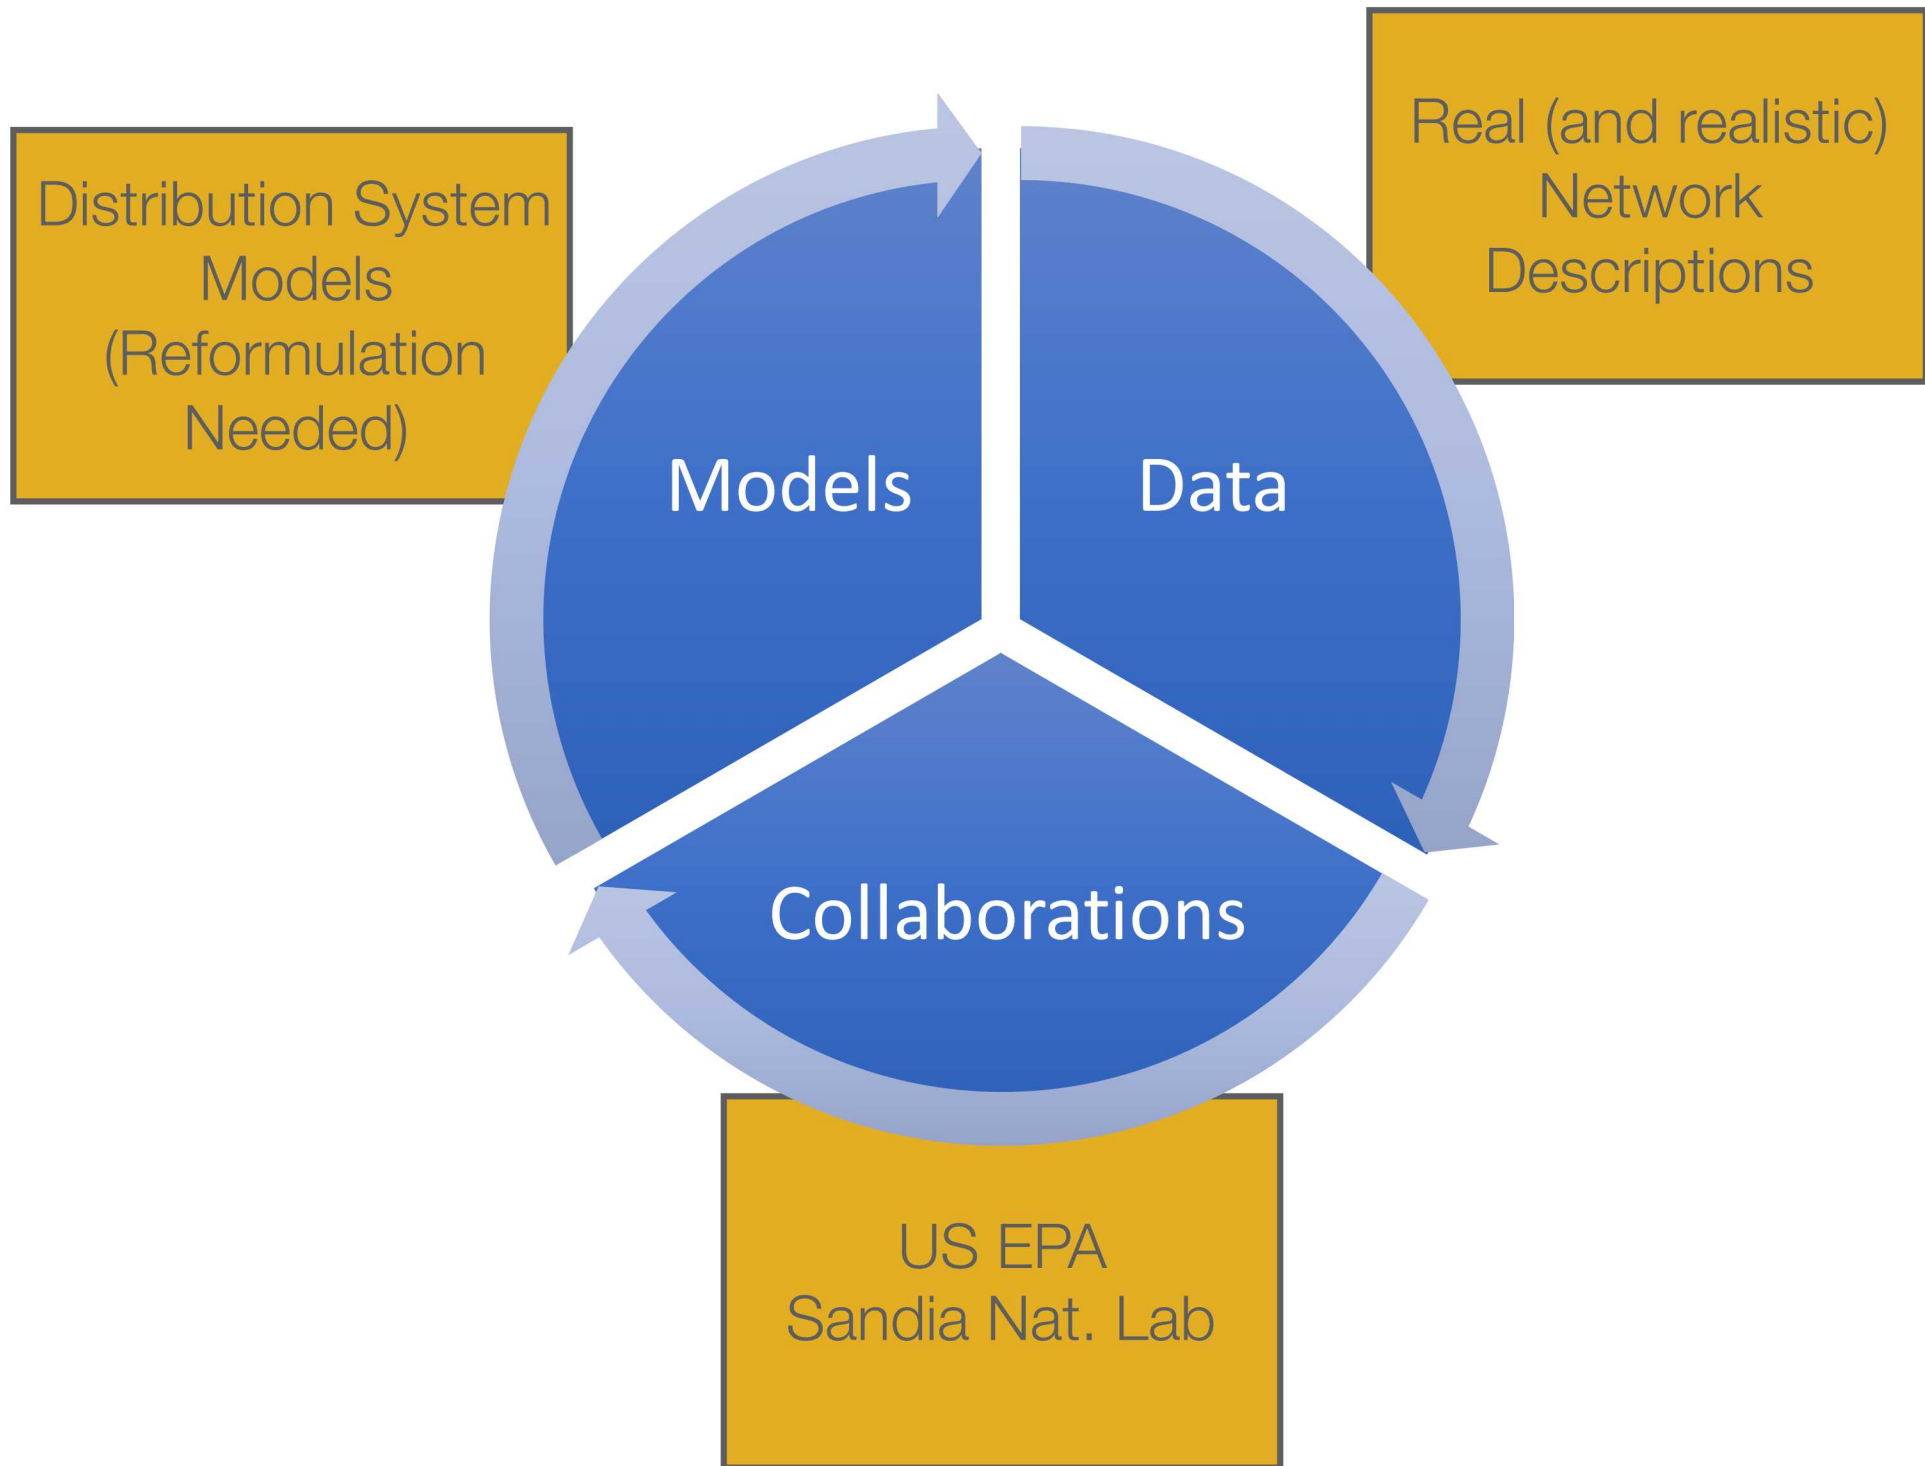 Distribution System
Models
(Reformulation
Needed)
Real (and realistic)
Network
Descriptions
Models
Data
Collaborations
US EPA
Sandia Nat. Lab